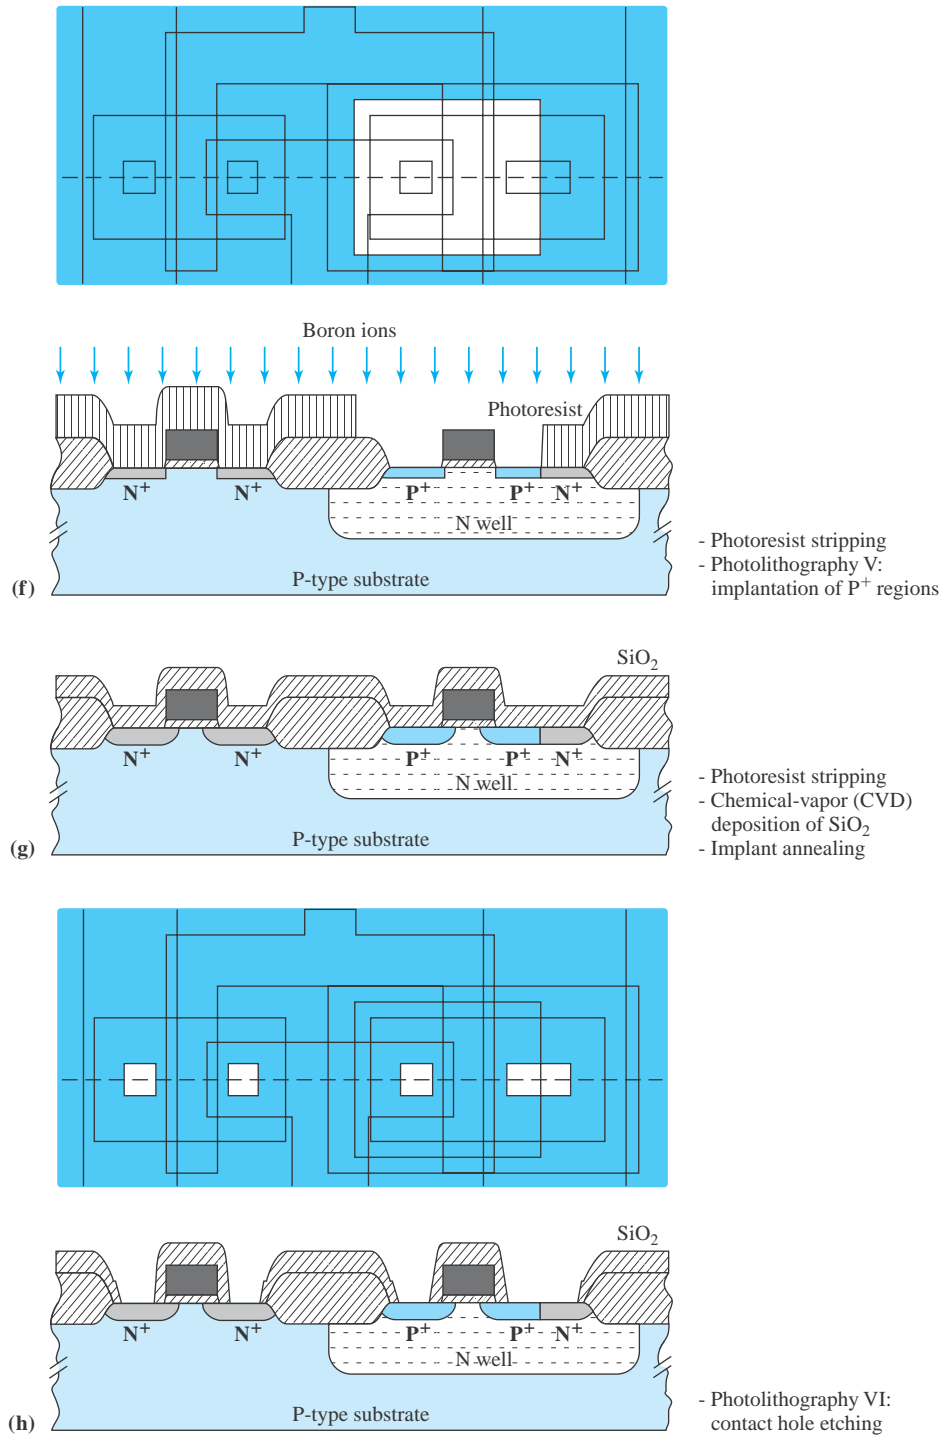 Boron ions
Photoresist
N+ N+ P+ P+ N+
N well
P-type substrate
(f)
- Photoresist stripping
- Photolithography V:
implantation of P+ regions
SiO2
N+ N+ P+ P+ N+
N well
P-type substrate
(g)
- Photoresist stripping
- Chemical-vapor (CVD)
deposition of SiO2
- Implant annealing
SiO2
N+ N+ P+ P+ N+
N well
P-type substrate
(h)
- Photolithography VI:
contact hole etching